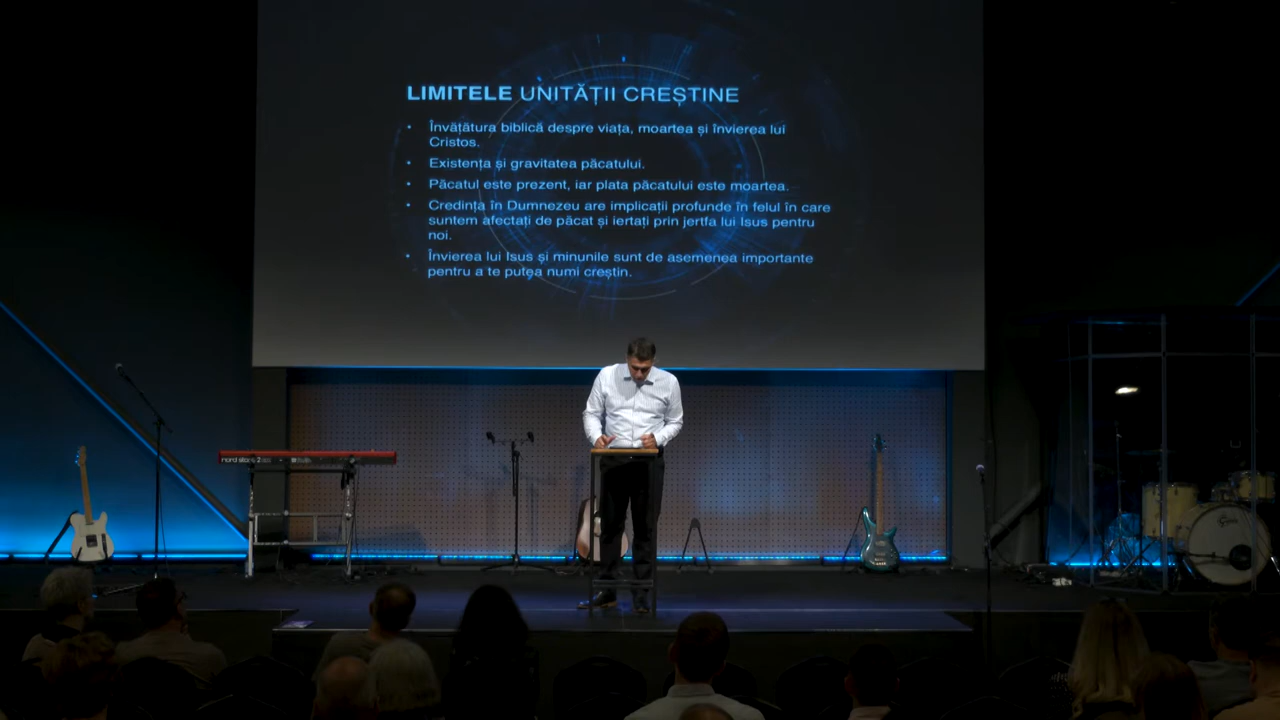 LIMITELE UNITĂȚII CREȘTINE
• Învățătura biblică despre viața, moartea și învierea lui
Cristos.
• Existența și gravitatea păcatului.
• Păcatul este prezent, iar plata păcatului este moartea.
• Credința în Dumnezeu are implicații profunde în felul în care
suntem afectați de păcat și iertați prin jertfa lui Isus pentru
noi.
• Învierea lui Isus și minunile sunt de asemenea importante
pentru a te putea numi creștin.
nord stage 2